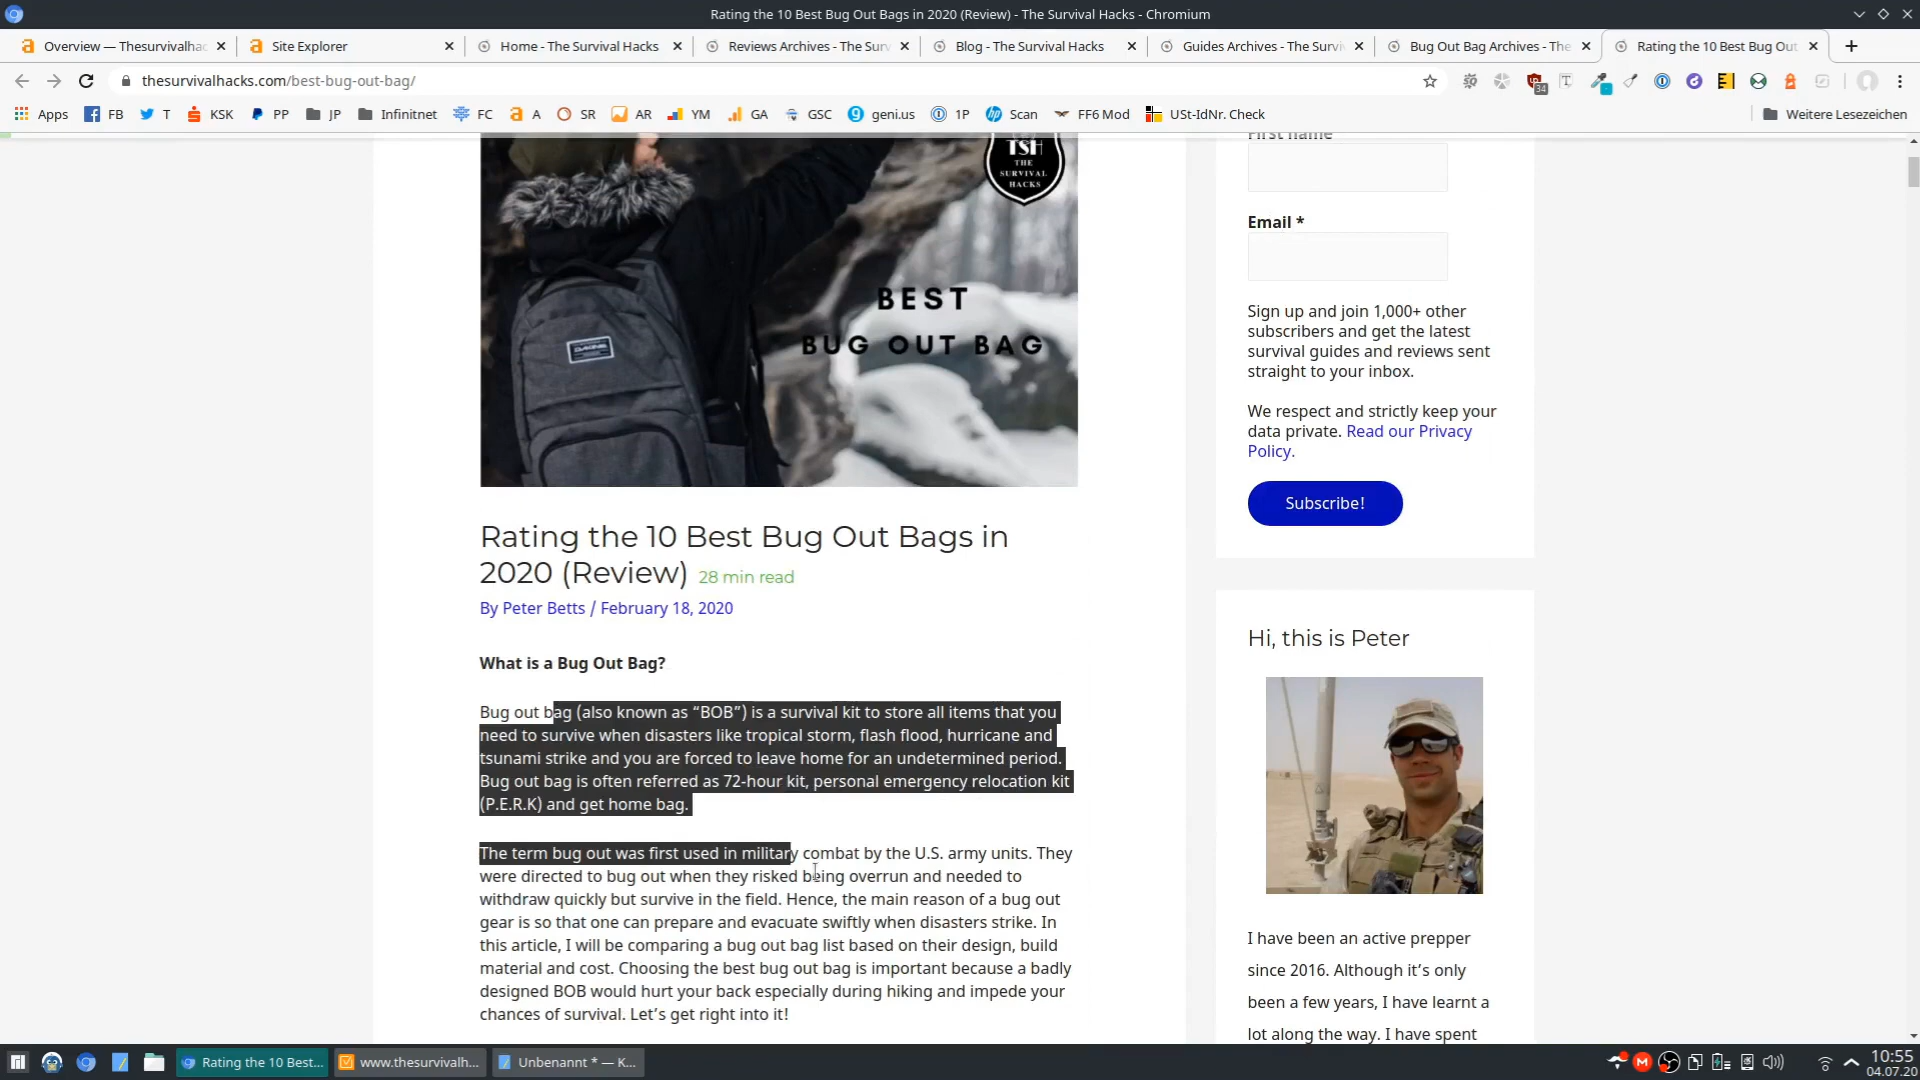 Rating the 10 Best Bug Out Bags in 2020 (Review) - The Survival Hacks - Chromium
Overview — Thesurvivalhac
Site Explorer
Home - The Survival Hacks
Reviews Archives - The Surv
Blog - The Survival Hacks
Guides Archives - The Surviv
Bug Out Bag Archives - The
Rating the 10 Best Bug Out
thesurvivalhacks.com/best-bug-out-bag/
34
Apps FB T KSK PP JP Infinitnet FC A SR AR YM GA GSC geni.us 1P Scan FF6 Mod USt-IdNr. Check Weitere Lesezeichen
TSH
THE
SURVIVAL
HACKS
DAKINE
BEST
BUG OUT BAG
Rating the 10 Best Bug Out Bags in
2020 (Review) 28 min read
By Peter Betts / February 18, 2020
What is a Bug Out Bag?
Bug out bag (also known as “BOB”) is a survival kit to store all items that you
need to survive when disasters like tropical storm, flash flood, hurricane and
tsunami strike and you are forced to leave home for an undetermined period.
Bug out bag is often referred as 72-hour kit, personal emergency relocation kit
(P.E.R.K) and get home bag.
The term bug out was first used in military combat by the U.S. army units. They
were directed to bug out when they risked being overrun and needed to
withdraw quickly but survive in the field. Hence, the main reason of a bug out
gear is so that one can prepare and evacuate swiftly when disasters strike. In
this article, I will be comparing a bug out bag list based on their design, build
material and cost. Choosing the best bug out bag is important because a badly
designed BOB would hurt your back especially during hiking and impede your
chances of survival. Let’s get right into it!
First name
Email *
Sign up and join 1,000+ other
subscribers and get the latest
survival guides and reviews sent
straight to your inbox.
We respect and strictly keep your
data private. Read our Privacy
Policy.
Subscribe!
Hi, this is Peter
I have been an active prepper
since 2016. Although it’s only
been a few years, I have learnt a
lot along the way. I have spent
Rating the 10 Best...
www.thesurvivalh...
Unbenannt * — K...
10:55
04.07.20